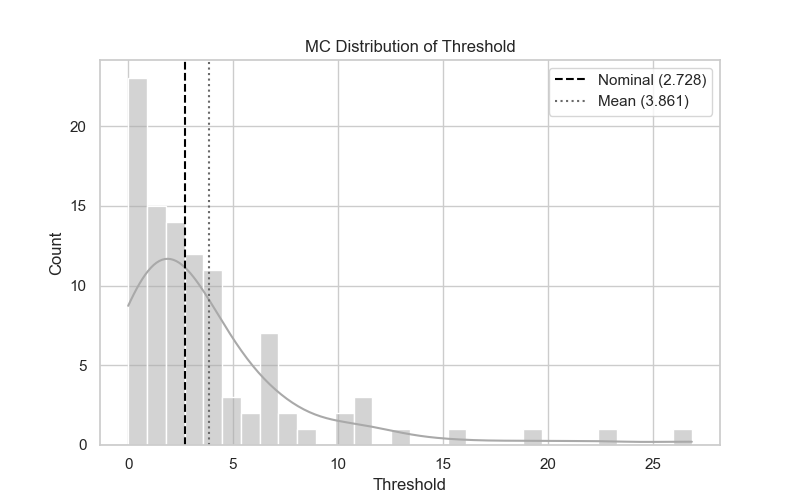 MC Distribution of Threshold
Nominal (2.728)
Mean (3.861)
Count
20
15
10
5
0
0 5 10 15 20 25
Threshold